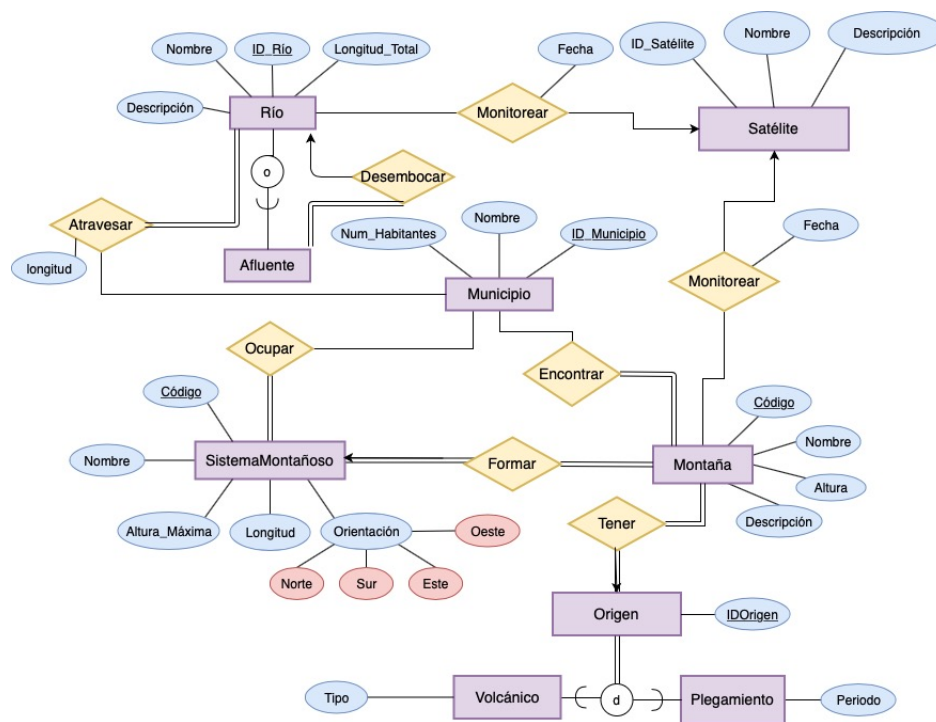 Nombre
ID_Río
Longitud_Total
Fecha
ID_Satélite
Nombre
Descripción
Descripción
Río
Monitorear
Satélite
o
Desembocar
Atravesar
longitud
Afluente
Num_Habitantes
Nombre
ID_Municipio
Fecha
Municipio
Monitorear
Ocupar
Encontrar
Código
Código
Nombre
SistemaMontañoso
Formar
Montaña
Nombre
Altura
Altura_Máxima
Longitud
Orientación
Oeste
Tener
Descripción
Norte
Sur
Este
Origen
IDOrigen
Tipo
Volcánico
d
Plegamiento
Periodo